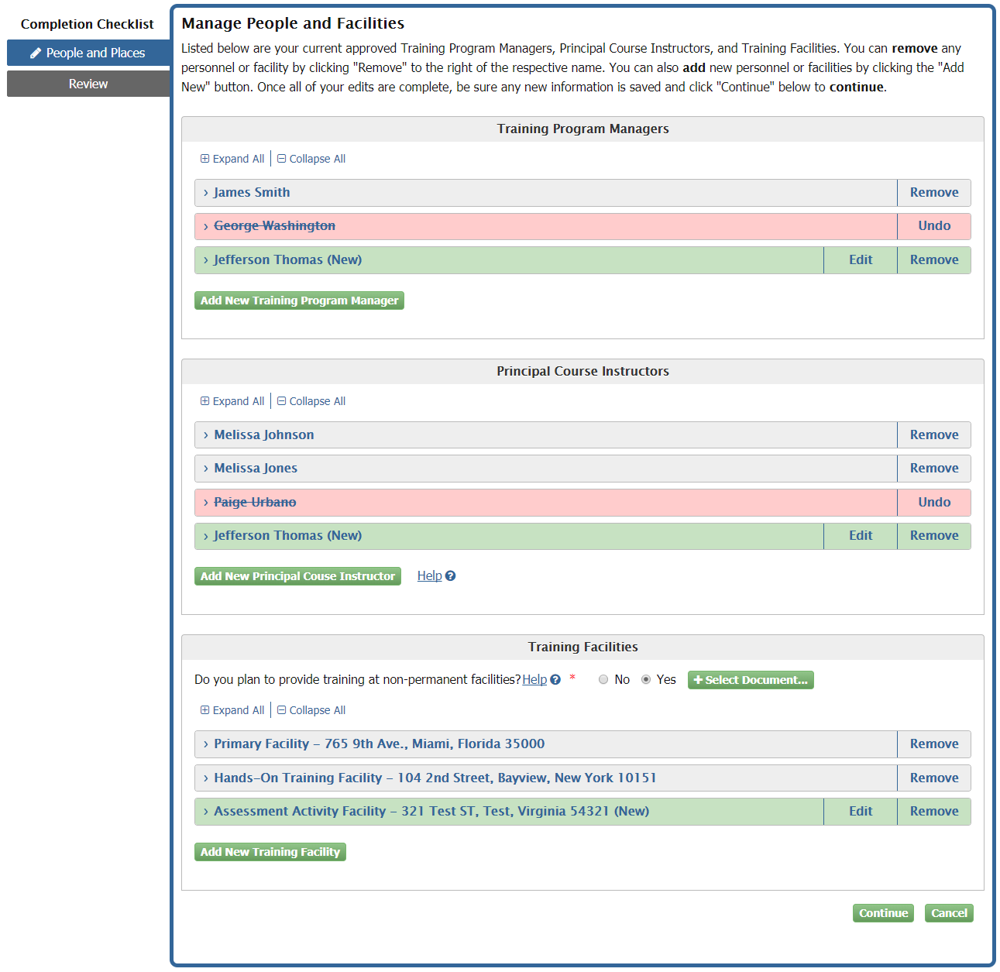 Completion Checklist
People and Places
Review
Manage People and Facilities
Listed below are your current approved Training Program Managers, Principal Course Instructors, and Training Facilities. You can remove any
personnel or facility by clicking "Remove" to the right of the respective name. You can also add new personnel or facilities by clicking the "Add
New" button. Once all of your edits are complete, be sure any new information is saved and click "Continue" below to continue.
Training Program Managers
Expand All | Collapse All
› James Smith Remove
› George Washington Undo
› Jefferson Thomas (New) Edit Remove
Add New Training Program Manager
Principal Course Instructors
Expand All | Collapse All
› Melissa Johnson Remove
› Melissa Jones Remove
› Paige Urbano Undo
› Jefferson Thomas (New) Edit Remove
Add New Principal Couse Instructor Help ?
Training Facilities
Do you plan to provide training at non-permanent facilities? Help ? * No Yes + Select Document...
Expand All | Collapse All
› Primary Facility - 765 9th Ave., Miami, Florida 35000 Remove
› Hands-On Training Facility - 104 2nd Street, Bayview, New York 10151 Remove
› Assessment Activity Facility - 321 Test ST, Test, Virginia 54321 (New) Edit Remove
Add New Training Facility
Continue Cancel